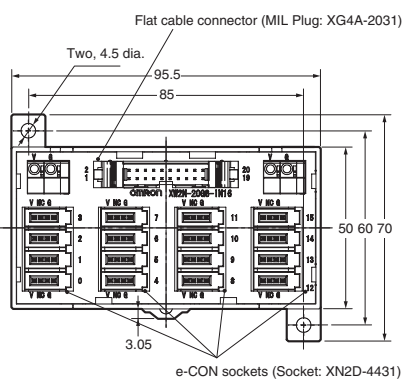 Flat cable connector (MIL Plug: XG4A-2031)
Two, 4.5 dia.
95.5
85
V G
2
1
20
19
V G
omron XW2N-20G8-IN16
V NC G
V NC G
V NC G
V NC G
3
7
11
15
2
6
10
14
1
5
9
13
0
4
8
12
V NC G
V NC G
V NC G
V NC G
50
60
70
3.05
e-CON sockets (Socket: XN2D-4431)